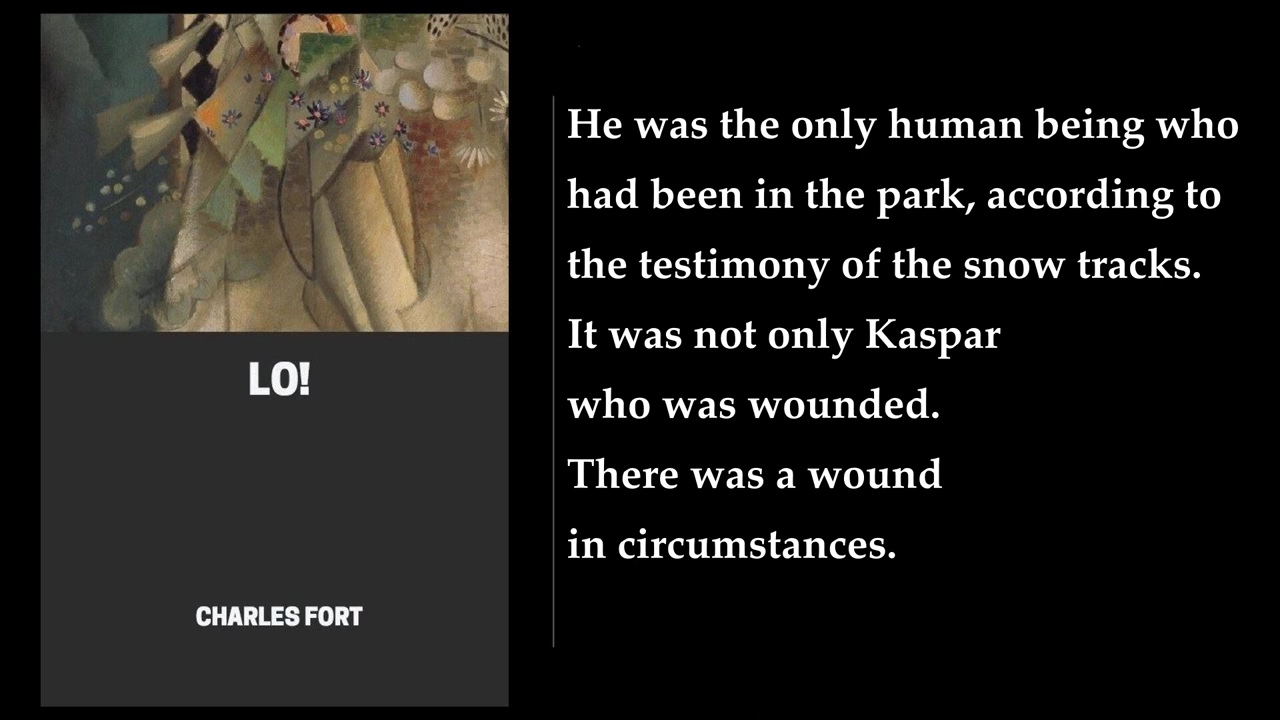 LO!
CHARLES FORT
He was the only human being who
had been in the park, according to
the testimony of the snow tracks.
It was not only Kaspar
who was wounded.
There was a wound
in circumstances.